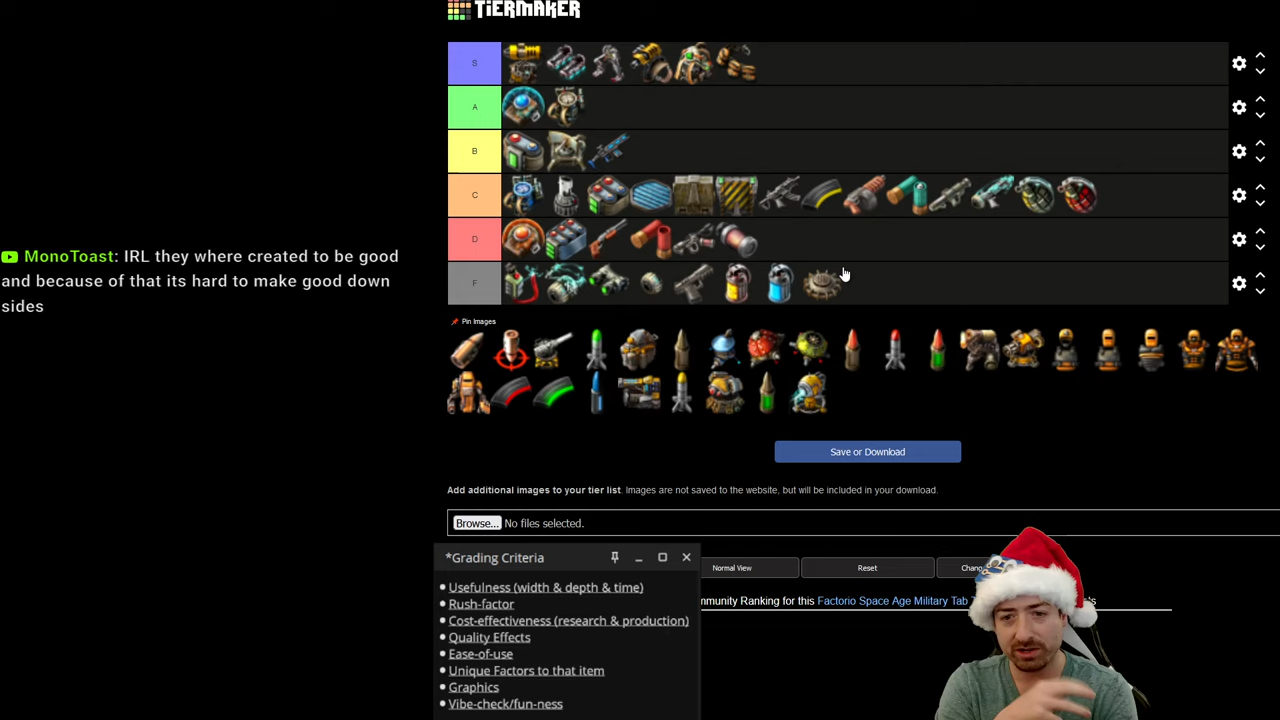 TIERMAKER
S
A
B
C
D
F
MonoToast: IRL they where created to be good
and because of that its hard to make good down
sides
Pin Images
Save or Download
Add additional images to your tier list. Images are not saved to the website, but will be included in your download.
Browse... No files selected.
*Grading Criteria
Normal View
Reset
Usefulness (width & depth & time)
Rush-factor
Factorio Space Age Military Tab
Cost-effectiveness (research & production)
Quality Effects
Ease-of-use
Unique Factors to that item
Graphics
Vibe-check/fun-ness